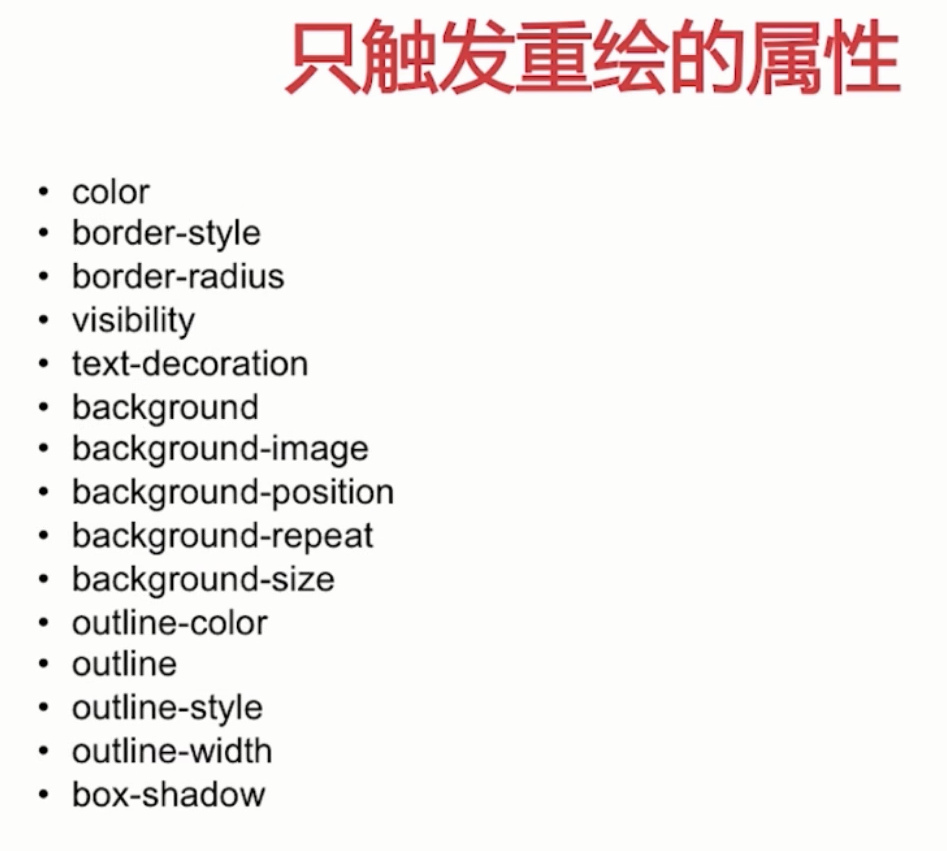 只触发重绘的属性
• color
• border-style
• border-radius
• visibility
• text-decoration
• background
• background-image
• background-position
• background-repeat
• background-size
• outline-color
• outline
• outline-style
• outline-width
• box-shadow